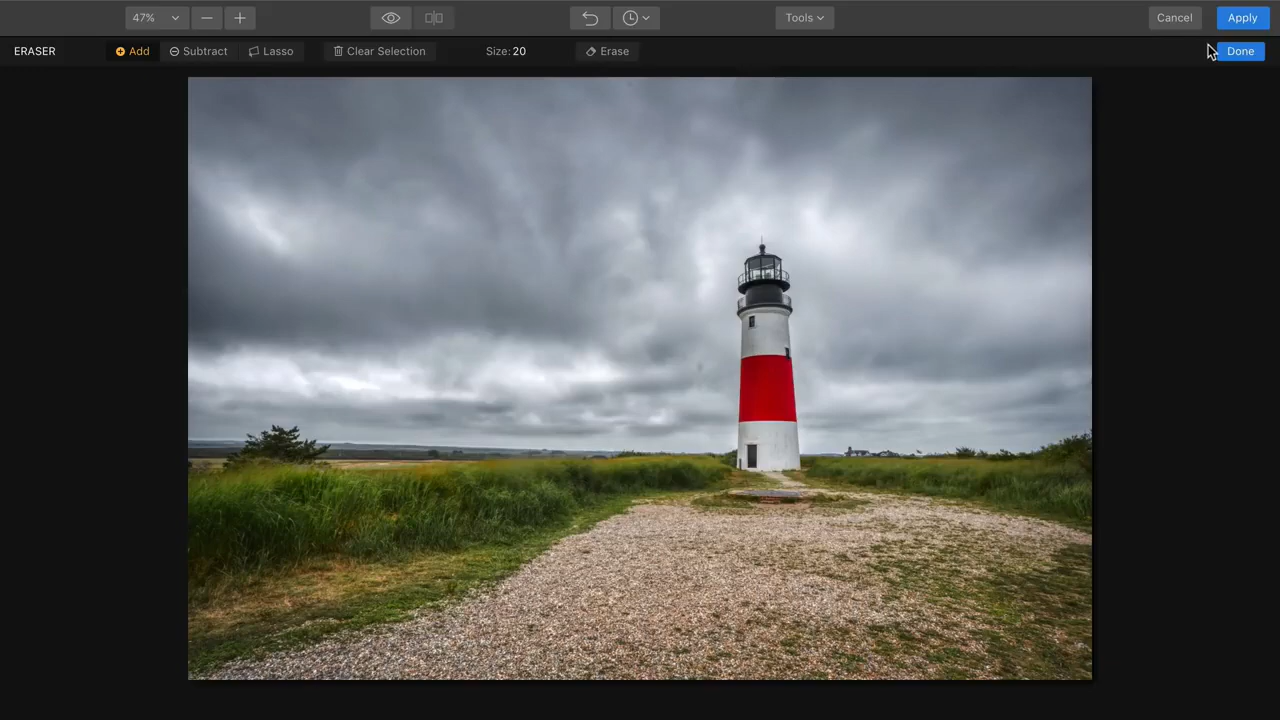 47% Tools Cancel Apply
ERASER Add Subtract Lasso Clear Selection Size: 20 Erase Done